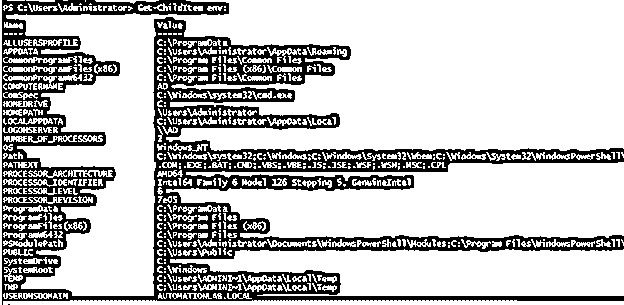 PS C:\Users\Administrator> Get-ChildItem env:
Name Value
ALLUSERSPROFILE C:\ProgramData
APPDATA C:\Users\Administrator\AppData\Roaming
CommonProgramFiles C:\Program Files\Common Files
CommonProgramFiles(x86) C:\Program Files (x86)\Common Files
CommonProgramW6432 C:\Program Files\Common Files
COMPUTERNAME AD
ComSpec C:\Windows\system32\cmd.exe
HOMEDRIVE C:
HOMEPATH \Users\Administrator
LOCALAPPDATA C:\Users\Administrator\AppData\Local
LOGONSERVER \\AD
NUMBER_OF_PROCESSORS 2
OS Windows_NT
Path C:\Windows\system32;C:\Windows;C:\Windows\System32\Wbem;C:\Windows\System32\WindowsPowerShell\
PATHEXT .COM;.EXE;.BAT;.CMD;.VBS;.VBE;.JS;.JSE;.WSF;.WSH;.MSC;.CPL
PROCESSOR_ARCHITECTURE AMD64
PROCESSOR_IDENTIFIER Intel64 Family 6 Model 126 Stepping 5, GenuineIntel
PROCESSOR_LEVEL 6
PROCESSOR_REVISION 7e05
ProgramData C:\ProgramData
ProgramFiles C:\Program Files
ProgramFiles(x86) C:\Program Files (x86)
ProgramW6432 C:\Program Files
PSModulePath C:\Users\Administrator\Documents\WindowsPowerShell\Modules;C:\Program Files\WindowsPowerShell\
PUBLIC C:\Users\Public
SystemDrive C:
SystemRoot C:\Windows
TEMP C:\Users\ADMINI~1\AppData\Local\Temp
TMP C:\Users\ADMINI~1\AppData\Local\Temp
USERDNSDOMAIN AUTOMATIONLAB.LOCAL